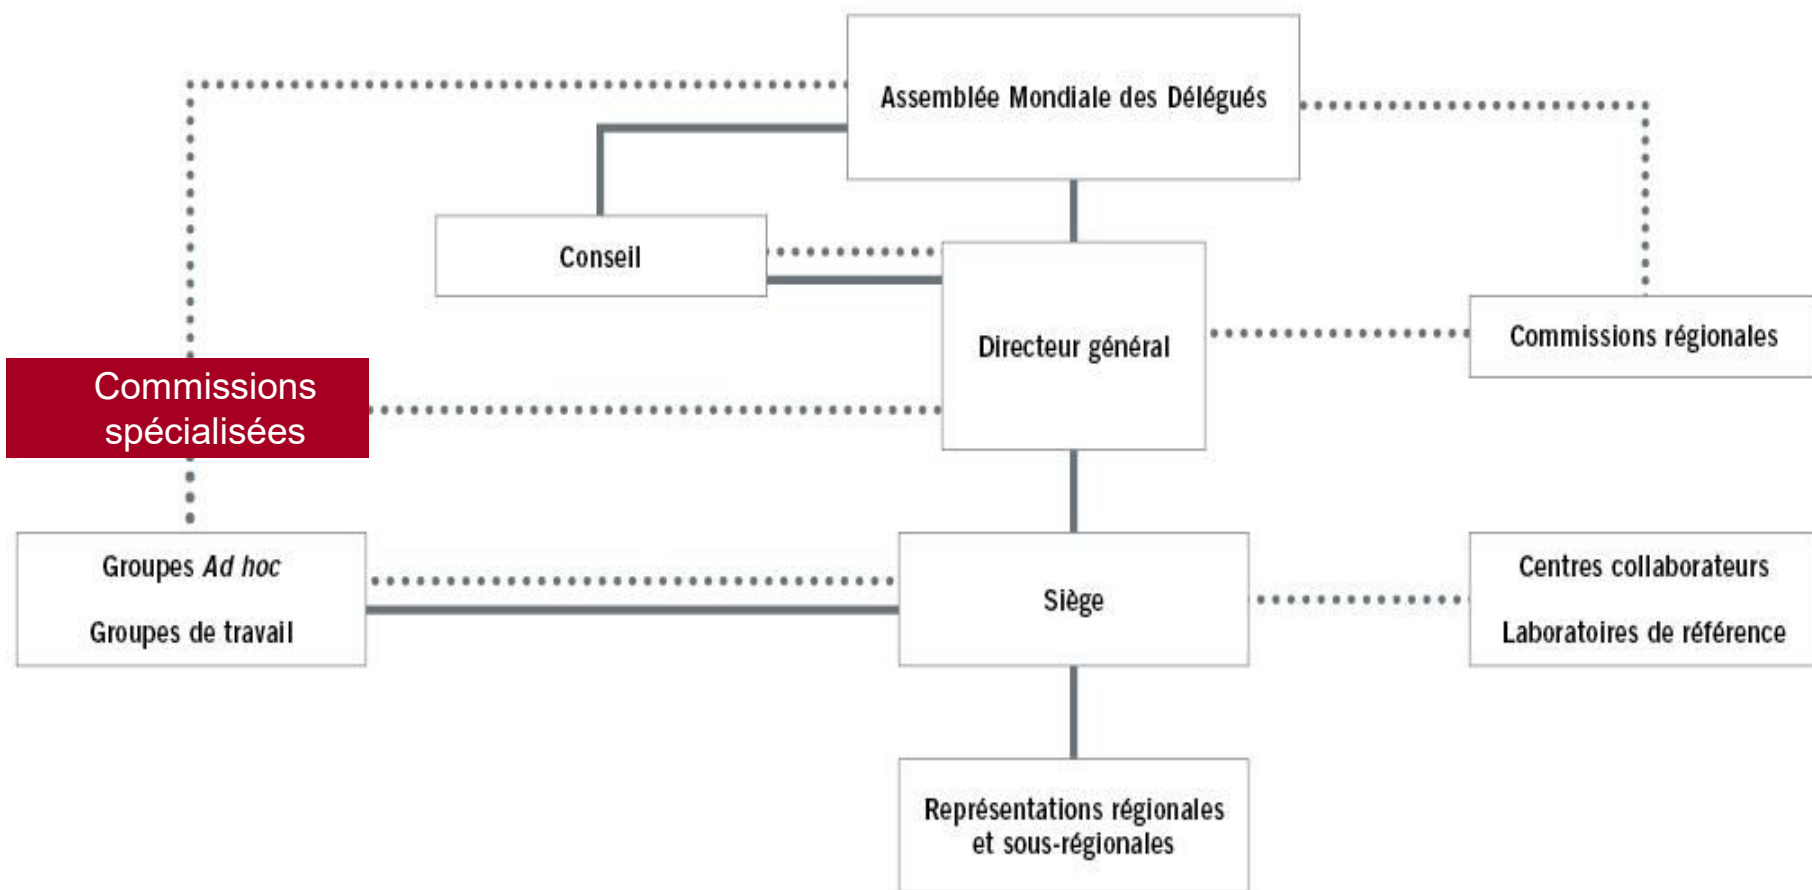 Assemblée Mondiale des Délégués
Conseil
Directeur général
Commissions régionales
Commissions
spécialisées
Groupes Ad hoc
Groupes de travail
Siège
Centres collaborateurs
Laboratoires de référence
Représentations régionales
et sous-régionales